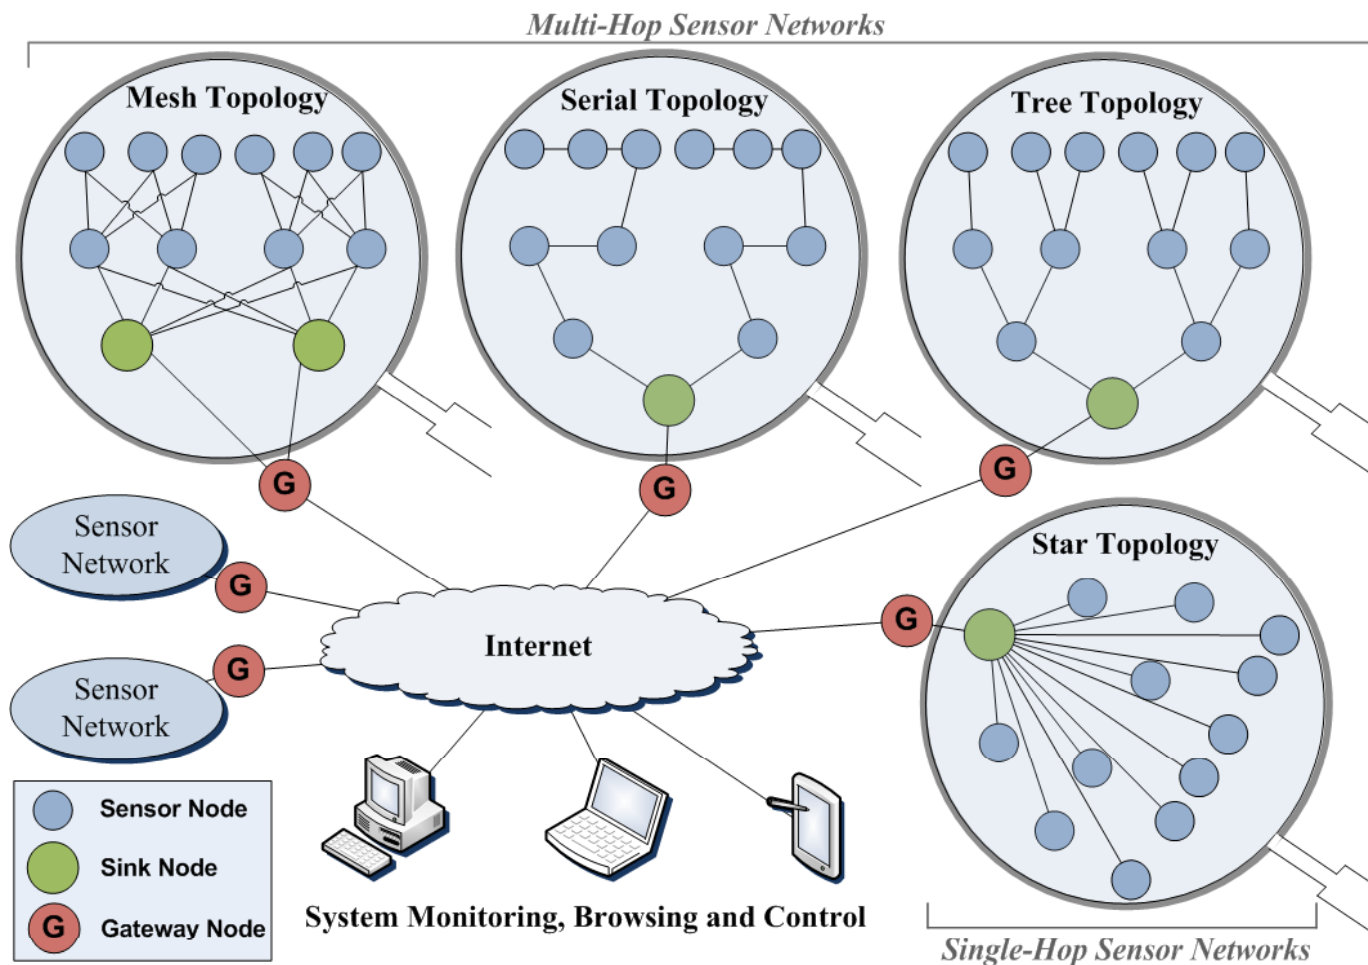 Multi-Hop Sensor Networks
Mesh Topology
Serial Topology
Tree Topology
G
G
G
Sensor
Network
G
Star Topology
G
Internet
G
Sensor
Network
Sensor Node
Sink Node
G
Gateway Node
System Monitoring, Browsing and Control
Single-Hop Sensor Networks